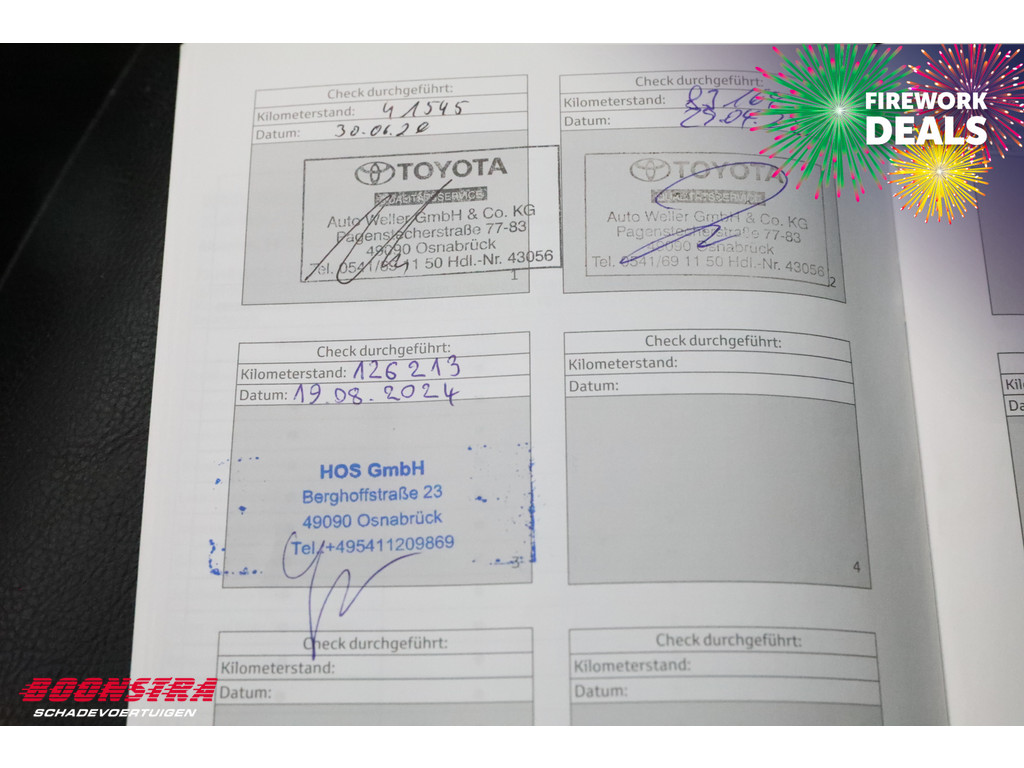 FIREWORK
DEALS
Check durchgeführt:
Kilometerstand: 41545
Datum: 30.06.20
TOYOTA
Auto Weller GmbH & Co. KG
Pagenstecherstraße 77-83
49090 Osnabrück
Tel. 0541/69 11 50 Hdl.-Nr. 43056
1
Check durchgeführt:
Kilometerstand:
Datum:
TOYOTA
Auto Weller GmbH & Co. KG
Pagenstecherstraße 77-83
49090 Osnabrück
Tel. 0541/69 11 50 Hdl.-Nr. 43056
2
Check durchgeführt:
Kilometerstand: 126213
Datum: 19.08.2024
HOS GmbH
Berghoffstraße 23
49090 Osnabrück
Tel.:+495411209869
3
Check durchgeführt:
Kilometerstand:
Datum:
4
Check durchgeführt:
Kilometerstand:
Datum:
Check durchgeführt:
Kilometerstand:
Datum:
BOONSTRA
SCHADEVOERTUIGEN